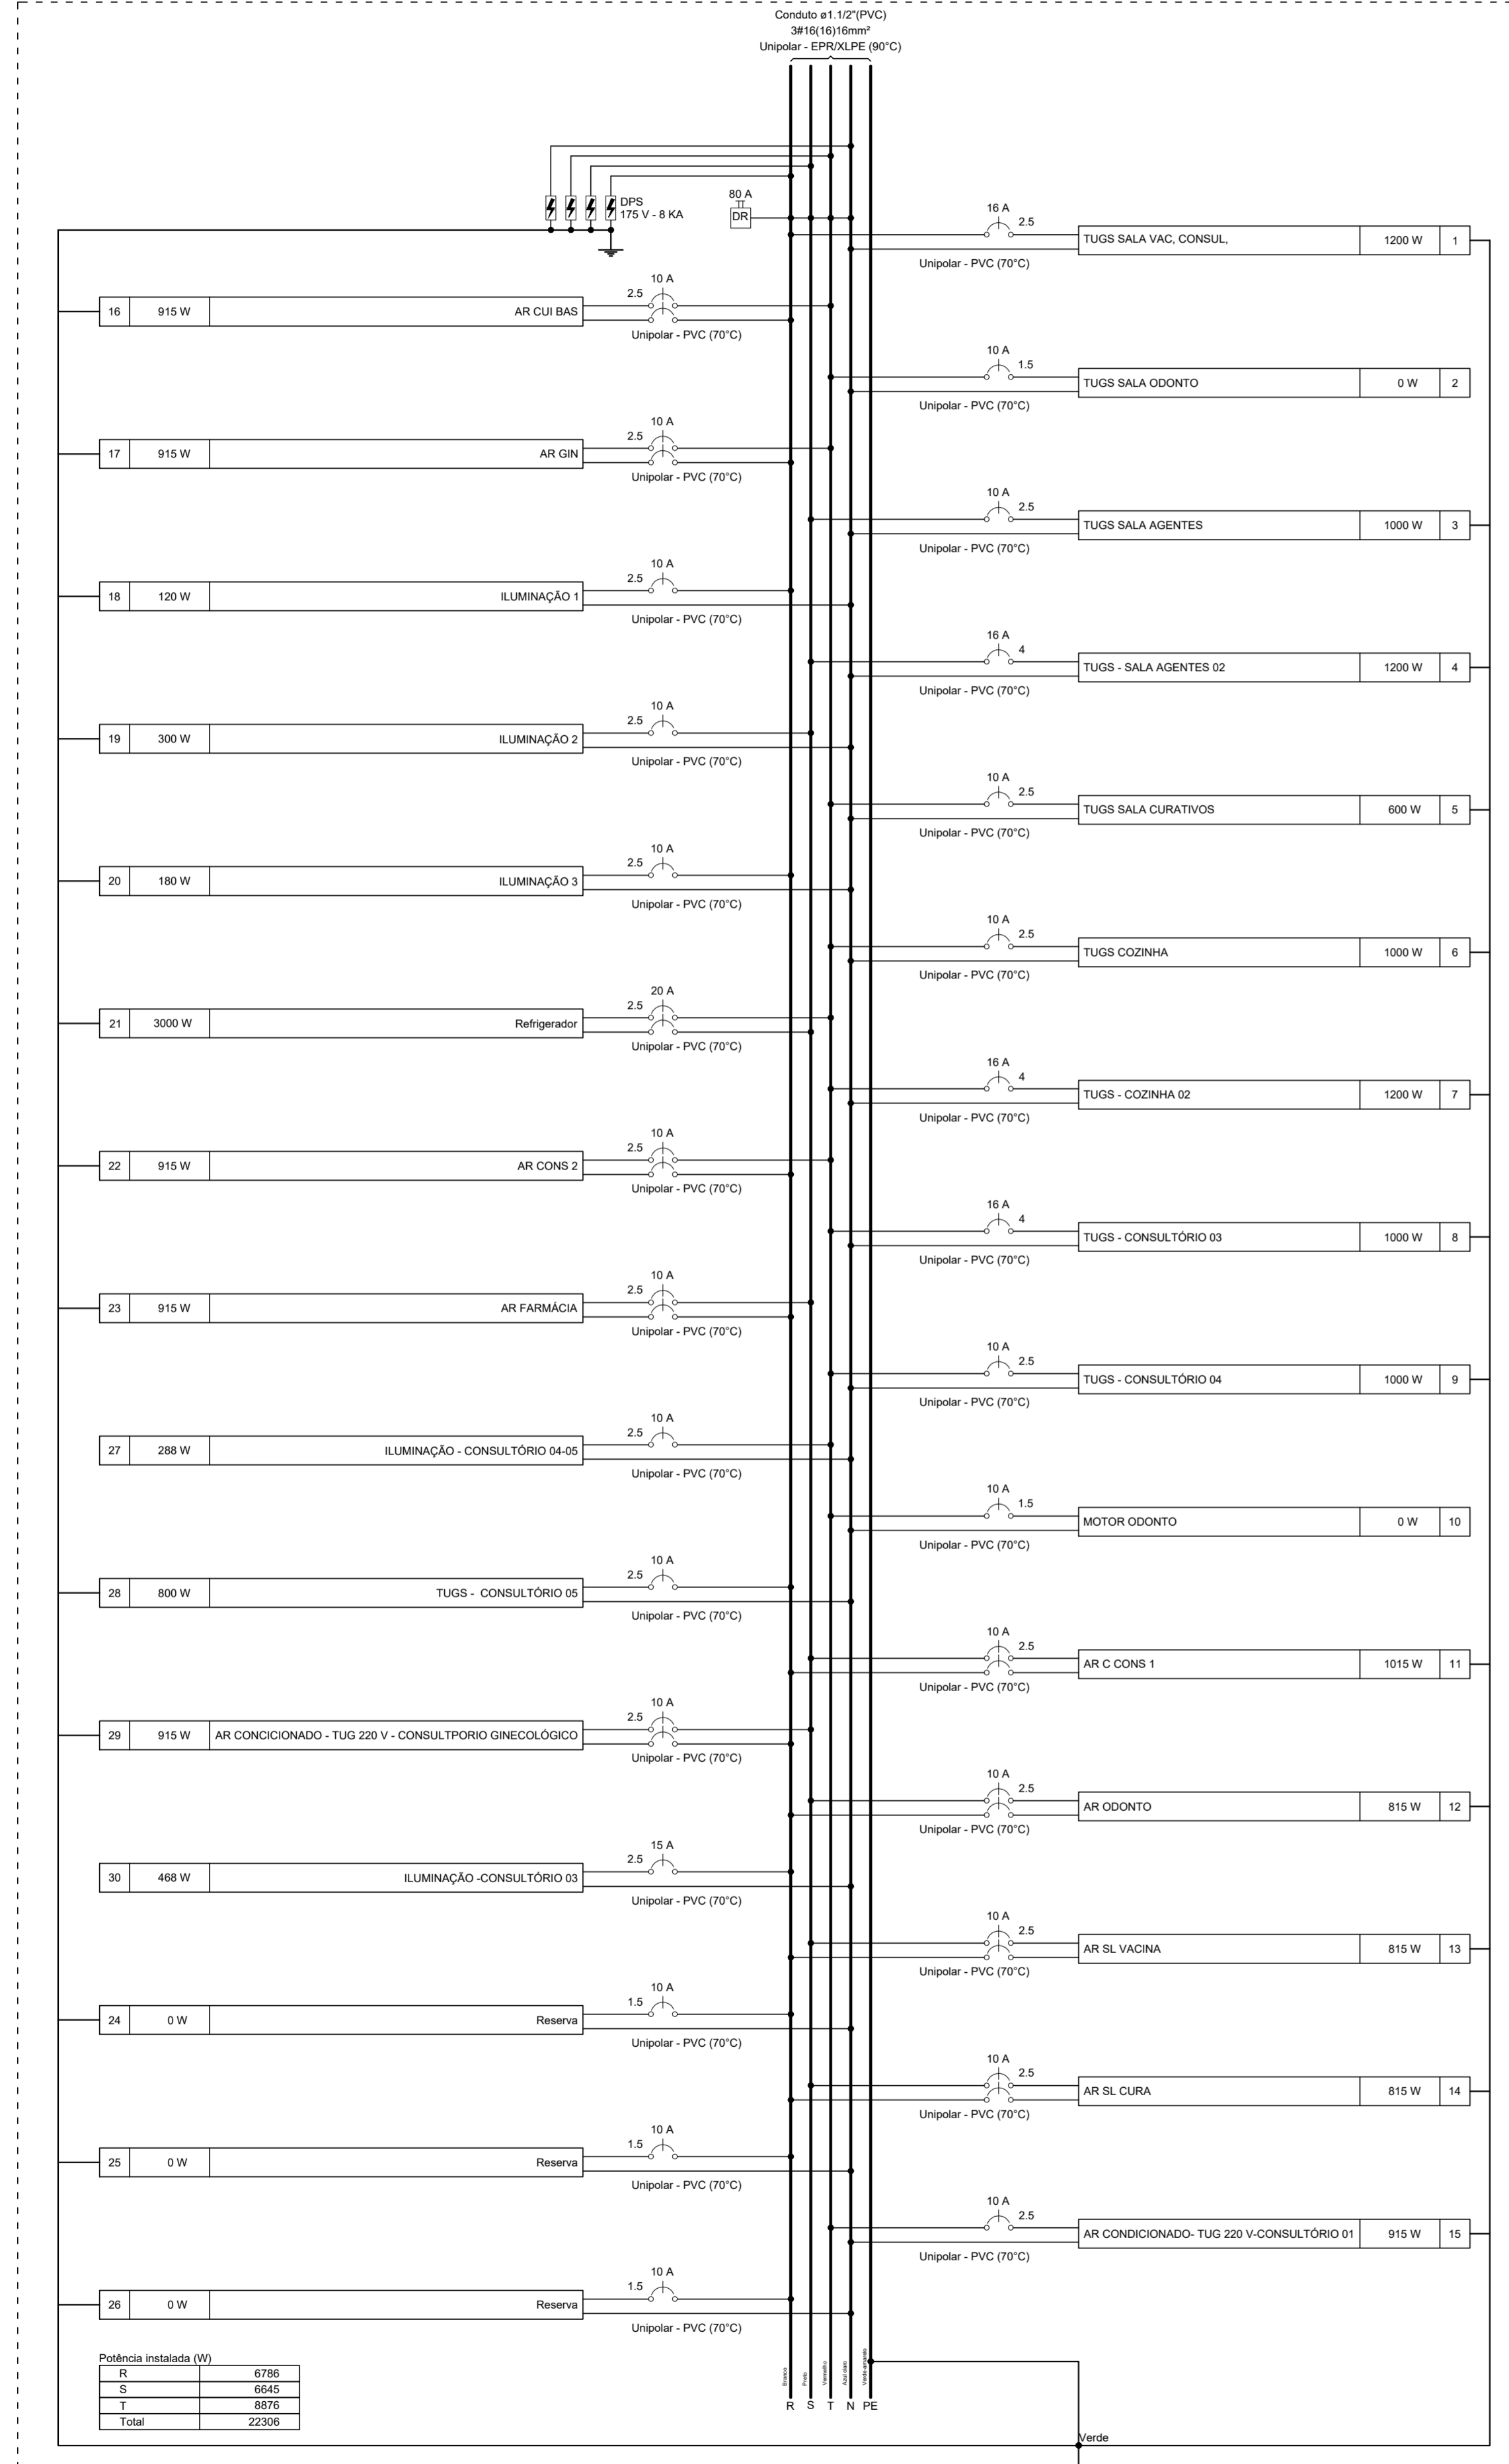 Conduto ø1.1/2"(PVC)
3#16(16)16mm²
Unipolar - EPR/XLPE (90°C)
DPS
175 V - 8 KA
80 A
DR
16 A
2.5
TUGS SALA VAC, CONSUL, 1200 W 1
Unipolar - PVC (70°C)
10 A
1.5
TUGS SALA ODONTO 0 W 2
Unipolar - PVC (70°C)
10 A
2.5
TUGS SALA AGENTES 1000 W 3
Unipolar - PVC (70°C)
16 A
4
TUGS - SALA AGENTES 02 1200 W 4
Unipolar - PVC (70°C)
10 A
2.5
TUGS SALA CURATIVOS 600 W 5
Unipolar - PVC (70°C)
10 A
2.5
TUGS COZINHA 1000 W 6
Unipolar - PVC (70°C)
16 A
4
TUGS - COZINHA 02 1200 W 7
Unipolar - PVC (70°C)
16 A
4
TUGS - CONSULTÓRIO 03 1000 W 8
Unipolar - PVC (70°C)
10 A
2.5
TUGS - CONSULTÓRIO 04 1000 W 9
Unipolar - PVC (70°C)
10 A
1.5
MOTOR ODONTO 0 W 10
Unipolar - PVC (70°C)
10 A
2.5
AR C CONS 1 1015 W 11
Unipolar - PVC (70°C)
10 A
2.5
AR ODONTO 815 W 12
Unipolar - PVC (70°C)
10 A
2.5
AR SL VACINA 815 W 13
Unipolar - PVC (70°C)
10 A
2.5
AR SL CURA 815 W 14
Unipolar - PVC (70°C)
10 A
2.5
AR CONDICIONADO- TUG 220 V-CONSULTÓRIO 01 915 W 15
Unipolar - PVC (70°C)
10 A
2.5
16 915 W AR CUI BAS
Unipolar - PVC (70°C)
10 A
2.5
17 915 W AR GIN
Unipolar - PVC (70°C)
10 A
2.5
18 120 W ILUMINAÇÃO 1
Unipolar - PVC (70°C)
10 A
2.5
19 300 W ILUMINAÇÃO 2
Unipolar - PVC (70°C)
10 A
2.5
20 180 W ILUMINAÇÃO 3
Unipolar - PVC (70°C)
20 A
2.5
21 3000 W Refrigerador
Unipolar - PVC (70°C)
10 A
2.5
22 915 W AR CONS 2
Unipolar - PVC (70°C)
10 A
2.5
23 915 W AR FARMÁCIA
Unipolar - PVC (70°C)
10 A
2.5
27 288 W ILUMINAÇÃO - CONSULTÓRIO 04-05
Unipolar - PVC (70°C)
10 A
2.5
28 800 W TUGS - CONSULTÓRIO 05
Unipolar - PVC (70°C)
10 A
2.5
29 915 W AR CONCICIONADO - TUG 220 V - CONSULTPORIO GINECOLÓGICO
Unipolar - PVC (70°C)
15 A
2.5
30 468 W ILUMINAÇÃO -CONSULTÓRIO 03
Unipolar - PVC (70°C)
10 A
1.5
24 0 W Reserva
Unipolar - PVC (70°C)
10 A
1.5
25 0 W Reserva
Unipolar - PVC (70°C)
10 A
1.5
26 0 W Reserva
Unipolar - PVC (70°C)
Potência instalada (W)
R 6786
S 6645
T 8876
Total 22306
Branco
Preto
Vermelho
Azul claro
Verde-amarelo
R S T N PE
Verde